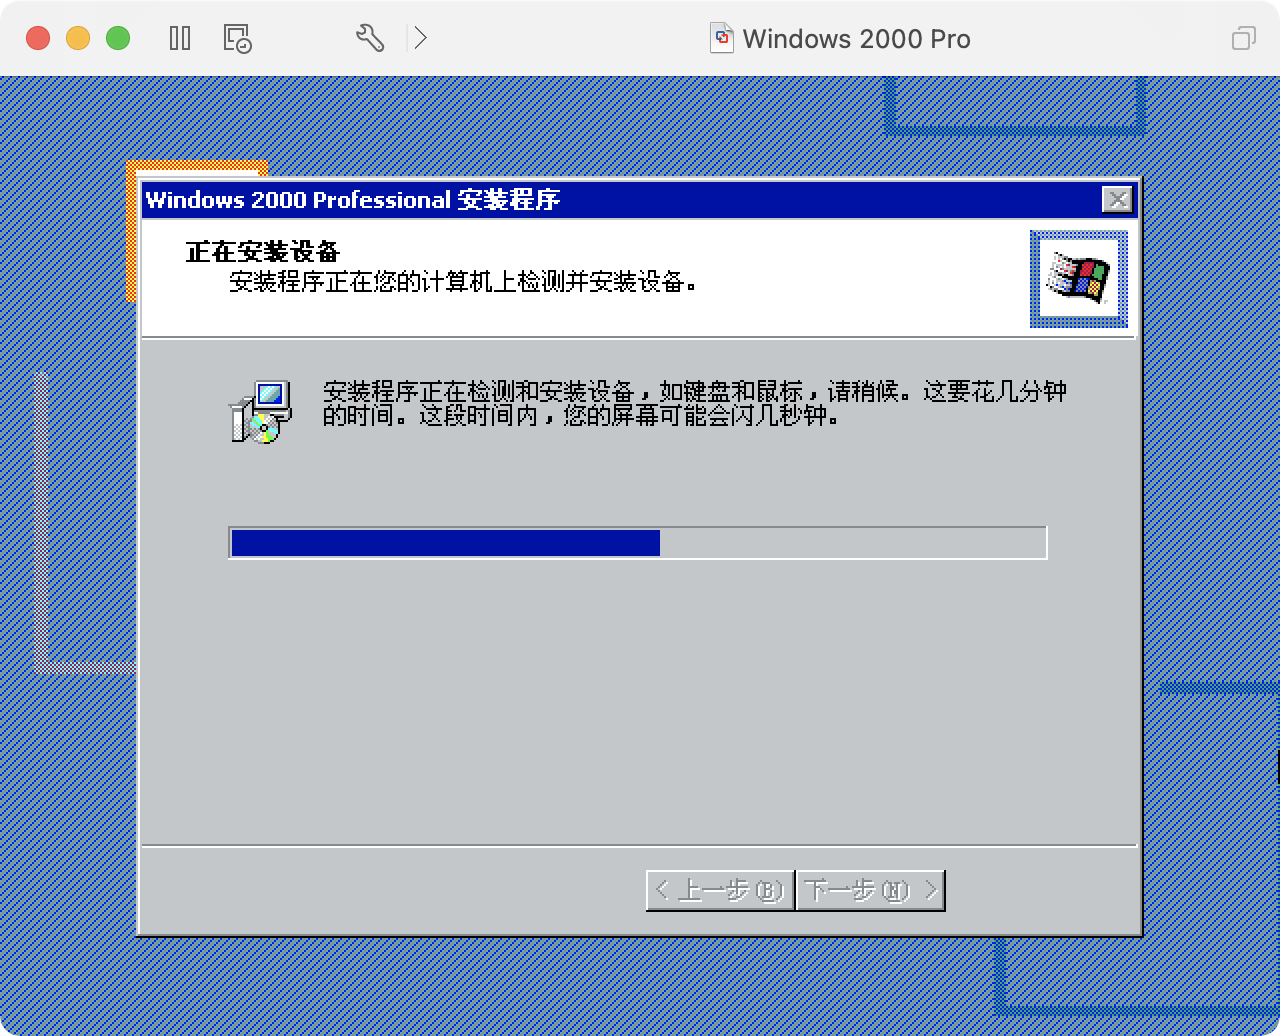 Windows 2000 Pro
Windows 2000 Professional 安装程序
正在安装设备
安装程序正在您的计算机上检测并安装设备。
安装程序正在检测和安装设备，如键盘和鼠标，请稍候。这要花几分钟
的时间。这段时间内，您的屏幕可能会闪几秒钟。
< 上一步(B) 下一步(N) >